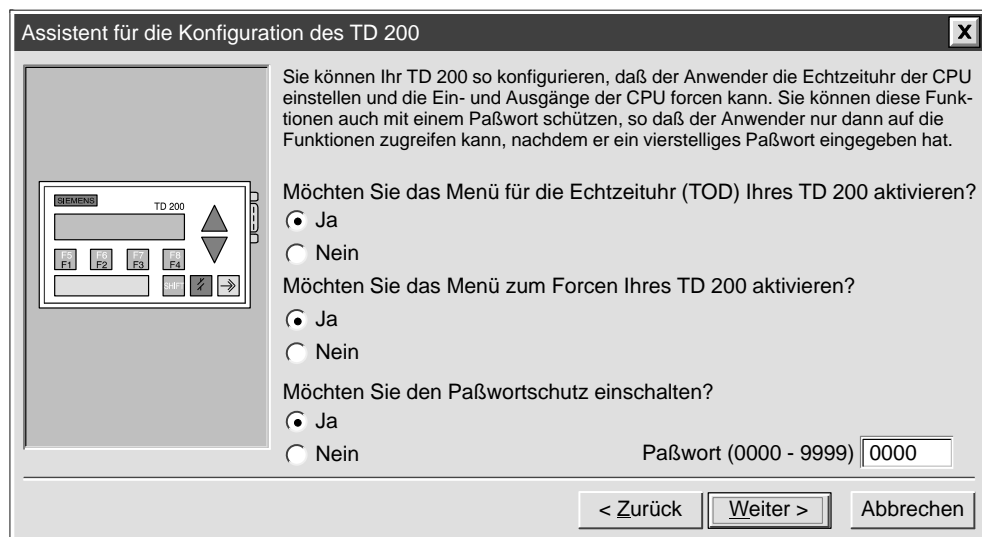 Assistent für die Konfiguration des TD 200
X
Sie können Ihr TD 200 so konfigurieren, daß der Anwender die Echtzeituhr der CPU
einstellen und die Ein- und Ausgänge der CPU forcen kann. Sie können diese Funk-
tionen auch mit einem Paßwort schützen, so daß der Anwender nur dann auf die
Funktionen zugreifen kann, nachdem er ein vierstelliges Paßwort eingegeben hat.
SIEMENS
TD 200
F5 F6 F7 F8
F1 F2 F3 F4
SHIFT
Möchten Sie das Menü für die Echtzeituhr (TOD) Ihres TD 200 aktivieren?
Ja
Nein
Möchten Sie das Menü zum Forcen Ihres TD 200 aktivieren?
Ja
Nein
Möchten Sie den Paßwortschutz einschalten?
Ja
Nein
Paßwort (0000 - 9999) 0000
< Zurück Weiter > Abbrechen